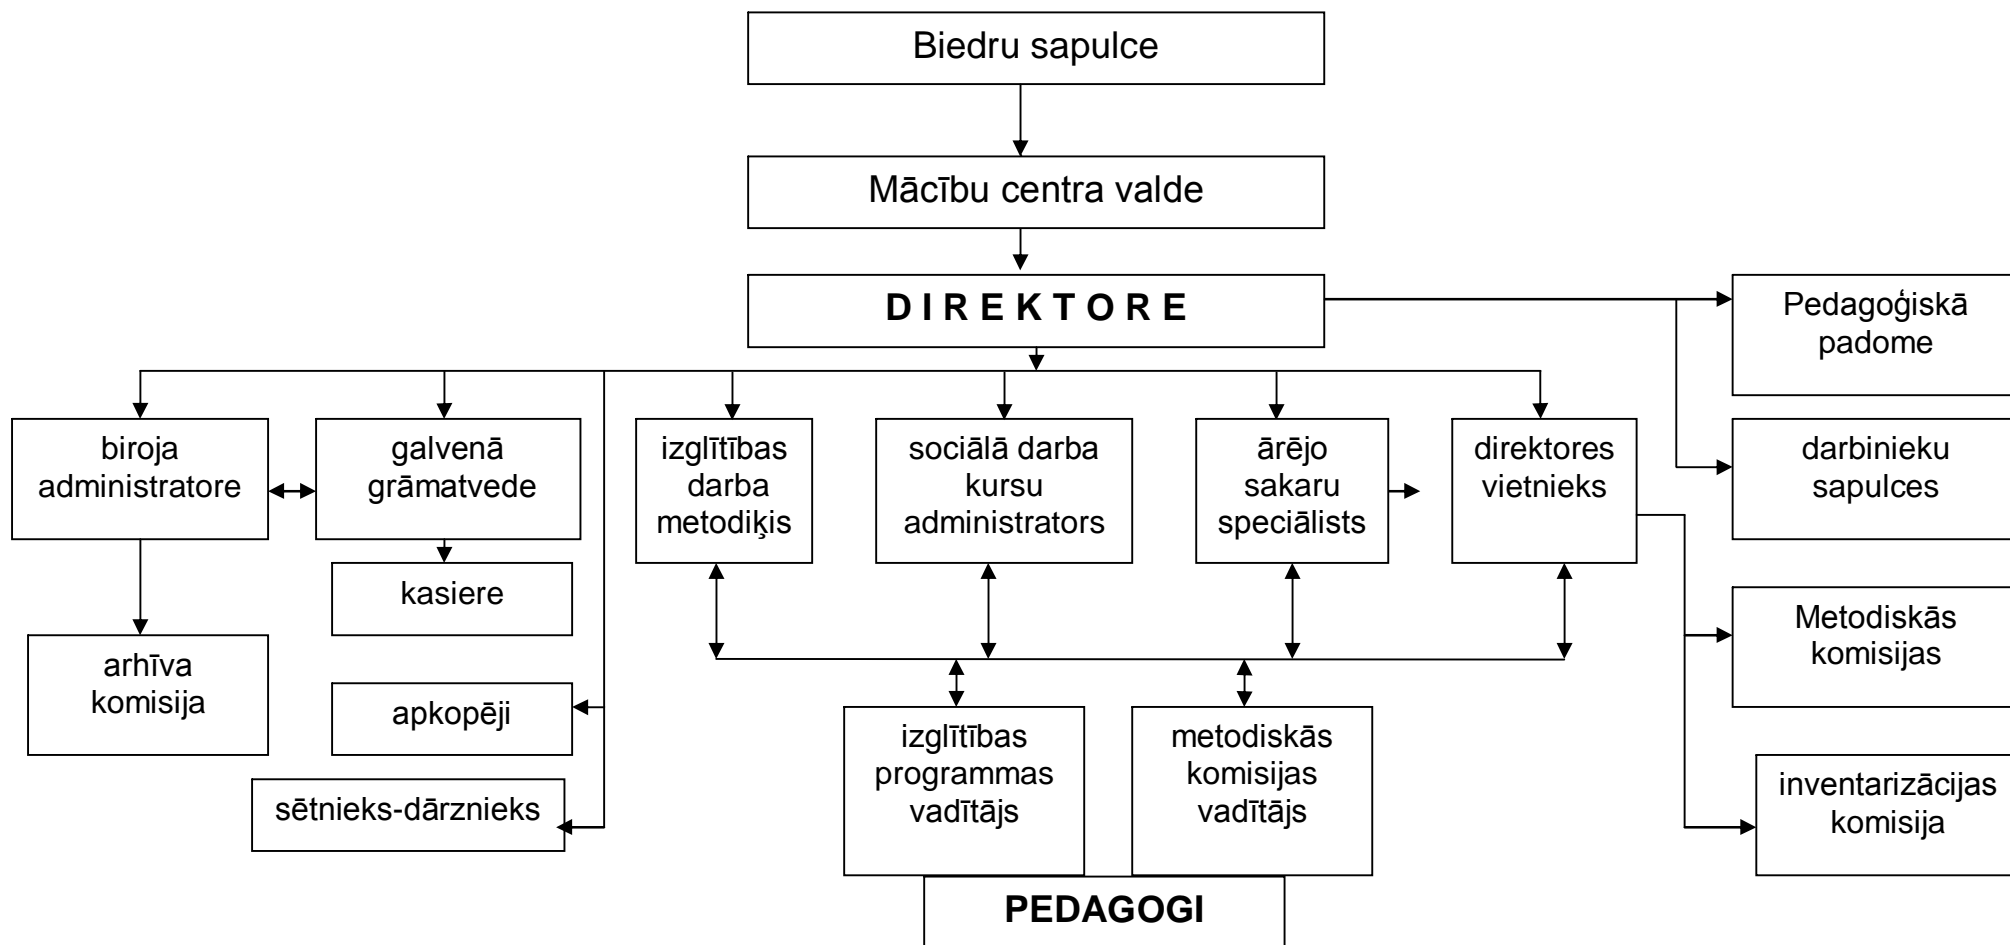 Biedru sapulce
Mācību centra valde
D I R E K T O R E
Pedagoģiskā
padome
biroja
administratore
galvenā
grāmatvede
izglītības
darba
metodiķis
sociālā darba
kursu
administrators
ārējo
sakaru
speciālists
direktores
vietnieks
darbinieku
sapulces
kasiere
Metodiskās
komisijas
arhīva
komisija
apkopēji
izglītības
programmas
vadītājs
metodiskās
komisijas
vadītājs
sētnieks-dārznieks
inventarizācijas
komisija
PEDAGOGI